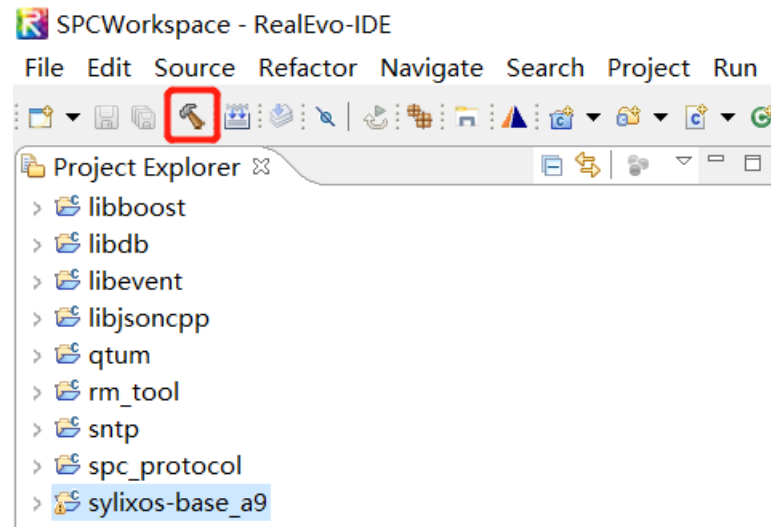 SPCWorkspace - RealEvo-IDE
File Edit Source Refactor Navigate Search Project Run
Project Explorer
libboost
libdb
libevent
libjsoncpp
qtum
rm_tool
sntp
spc_protocol
sylixos-base_a9